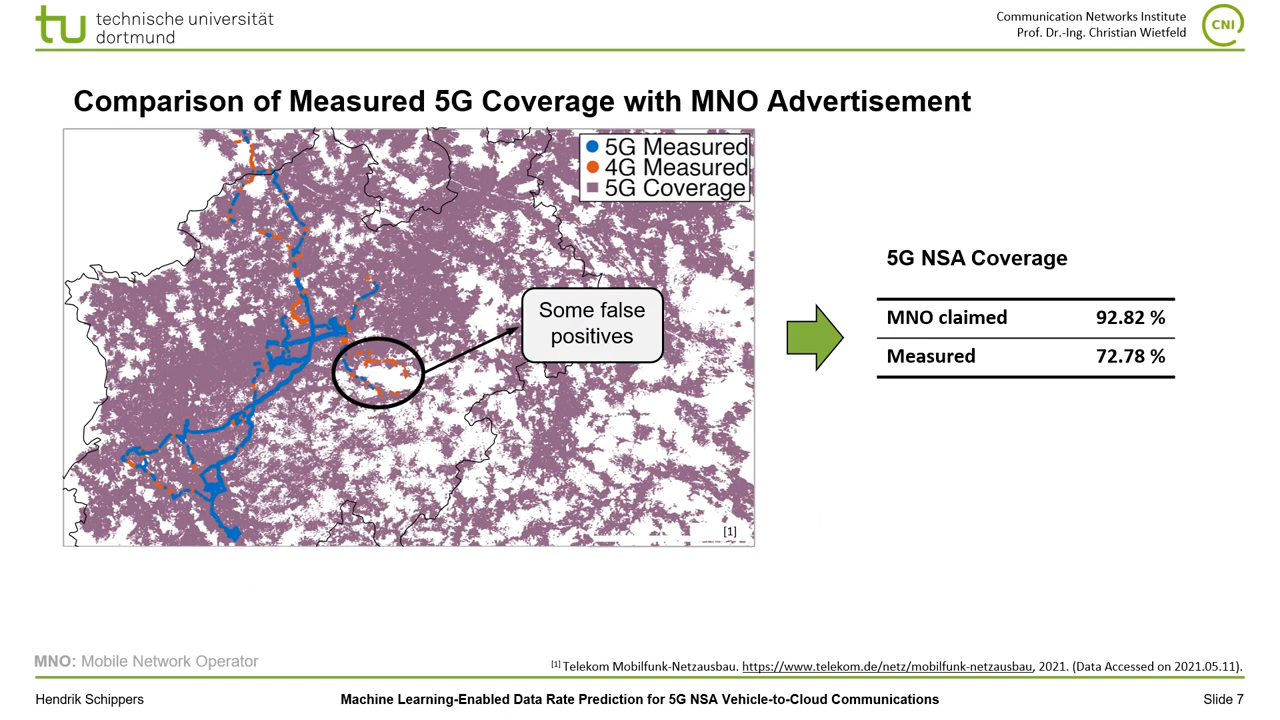 tu technische universität
dortmund
Communication Networks Institute
Prof. Dr.-Ing. Christian Wietfeld
CNI
Comparison of Measured 5G Coverage with MNO Advertisement
5G Measured
4G Measured
5G Coverage
Some false
positives
[1]
5G NSA Coverage
MNO claimed 92.82 %
Measured 72.78 %
MNO: Mobile Network Operator
[1] Telekom Mobilfunk-Netzausbau. https://www.telekom.de/netz/mobilfunk-netzausbau, 2021. (Data Accessed on 2021.05.11).
Hendrik Schippers
Machine Learning-Enabled Data Rate Prediction for 5G NSA Vehicle-to-Cloud Communications
Slide 7